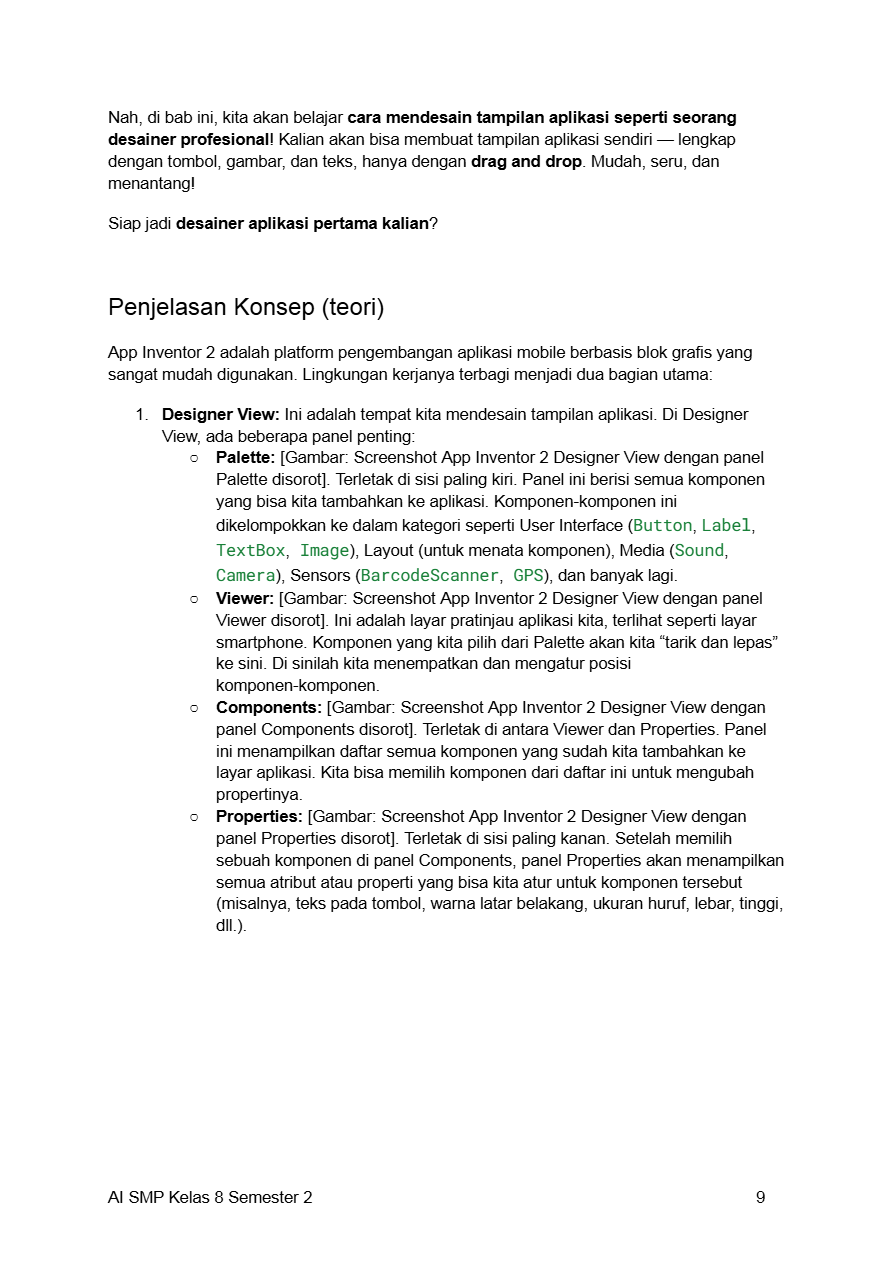 Nah, di bab ini, kita akan belajar cara mendesain tampilan aplikasi seperti seorang
desainer profesional! Kalian akan bisa membuat tampilan aplikasi sendiri — lengkap
dengan tombol, gambar, dan teks, hanya dengan drag and drop. Mudah, seru, dan
menantang!
Siap jadi desainer aplikasi pertama kalian?
Penjelasan Konsep (teori)
App Inventor 2 adalah platform pengembangan aplikasi mobile berbasis blok grafis yang
sangat mudah digunakan. Lingkungan kerjanya terbagi menjadi dua bagian utama:
1. Designer View: Ini adalah tempat kita mendesain tampilan aplikasi. Di Designer
View, ada beberapa panel penting:
○ Palette: [Gambar: Screenshot App Inventor 2 Designer View dengan panel
Palette disorot]. Terletak di sisi paling kiri. Panel ini berisi semua komponen
yang bisa kita tambahkan ke aplikasi. Komponen-komponen ini
dikelompokkan ke dalam kategori seperti User Interface (Button, Label,
TextBox, Image), Layout (untuk menata komponen), Media (Sound,
Camera), Sensors (BarcodeScanner, GPS), dan banyak lagi.
○ Viewer: [Gambar: Screenshot App Inventor 2 Designer View dengan panel
Viewer disorot]. Ini adalah layar pratinjau aplikasi kita, terlihat seperti layar
smartphone. Komponen yang kita pilih dari Palette akan kita “tarik dan lepas”
ke sini. Di sinilah kita menempatkan dan mengatur posisi
komponen-komponen.
○ Components: [Gambar: Screenshot App Inventor 2 Designer View dengan
panel Components disorot]. Terletak di antara Viewer dan Properties. Panel
ini menampilkan daftar semua komponen yang sudah kita tambahkan ke
layar aplikasi. Kita bisa memilih komponen dari daftar ini untuk mengubah
propertinya.
○ Properties: [Gambar: Screenshot App Inventor 2 Designer View dengan
panel Properties disorot]. Terletak di sisi paling kanan. Setelah memilih
sebuah komponen di panel Components, panel Properties akan menampilkan
semua atribut atau properti yang bisa kita atur untuk komponen tersebut
(misalnya, teks pada tombol, warna latar belakang, ukuran huruf, lebar, tinggi,
dll.).
AI SMP Kelas 8 Semester 2 9